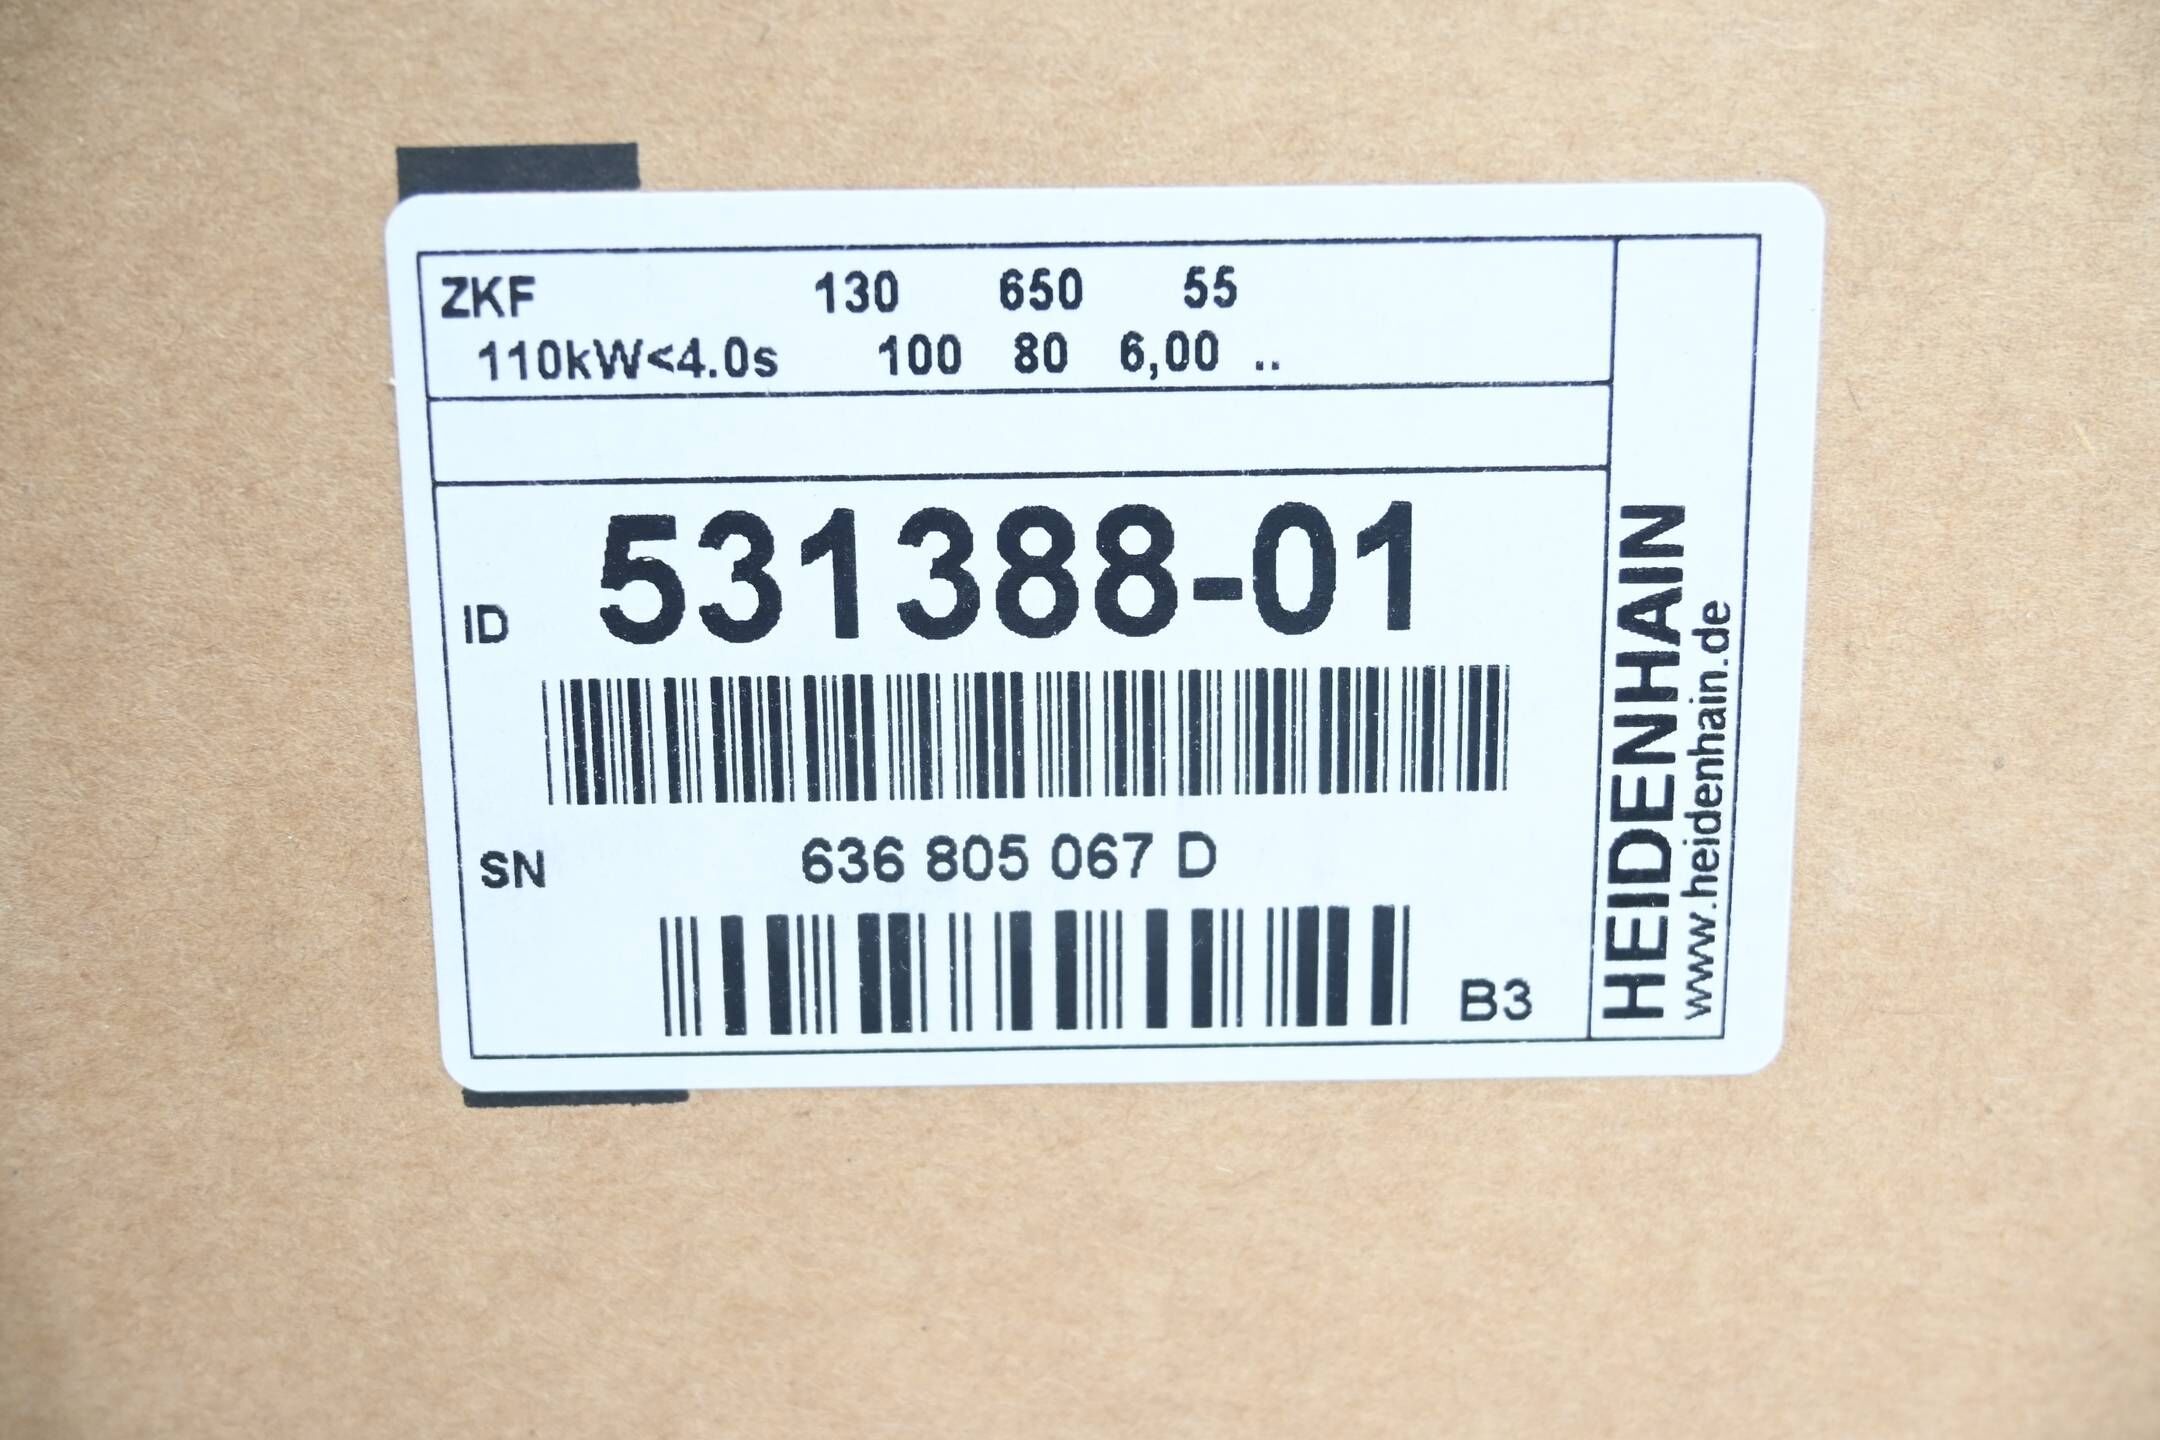 ZKF 130 650 55
110kW<4.0s 100 80 6,00 ..
ID 531388-01
SN 636 805 067 D
B3
HEIDENHAIN
www.heidenhain.de